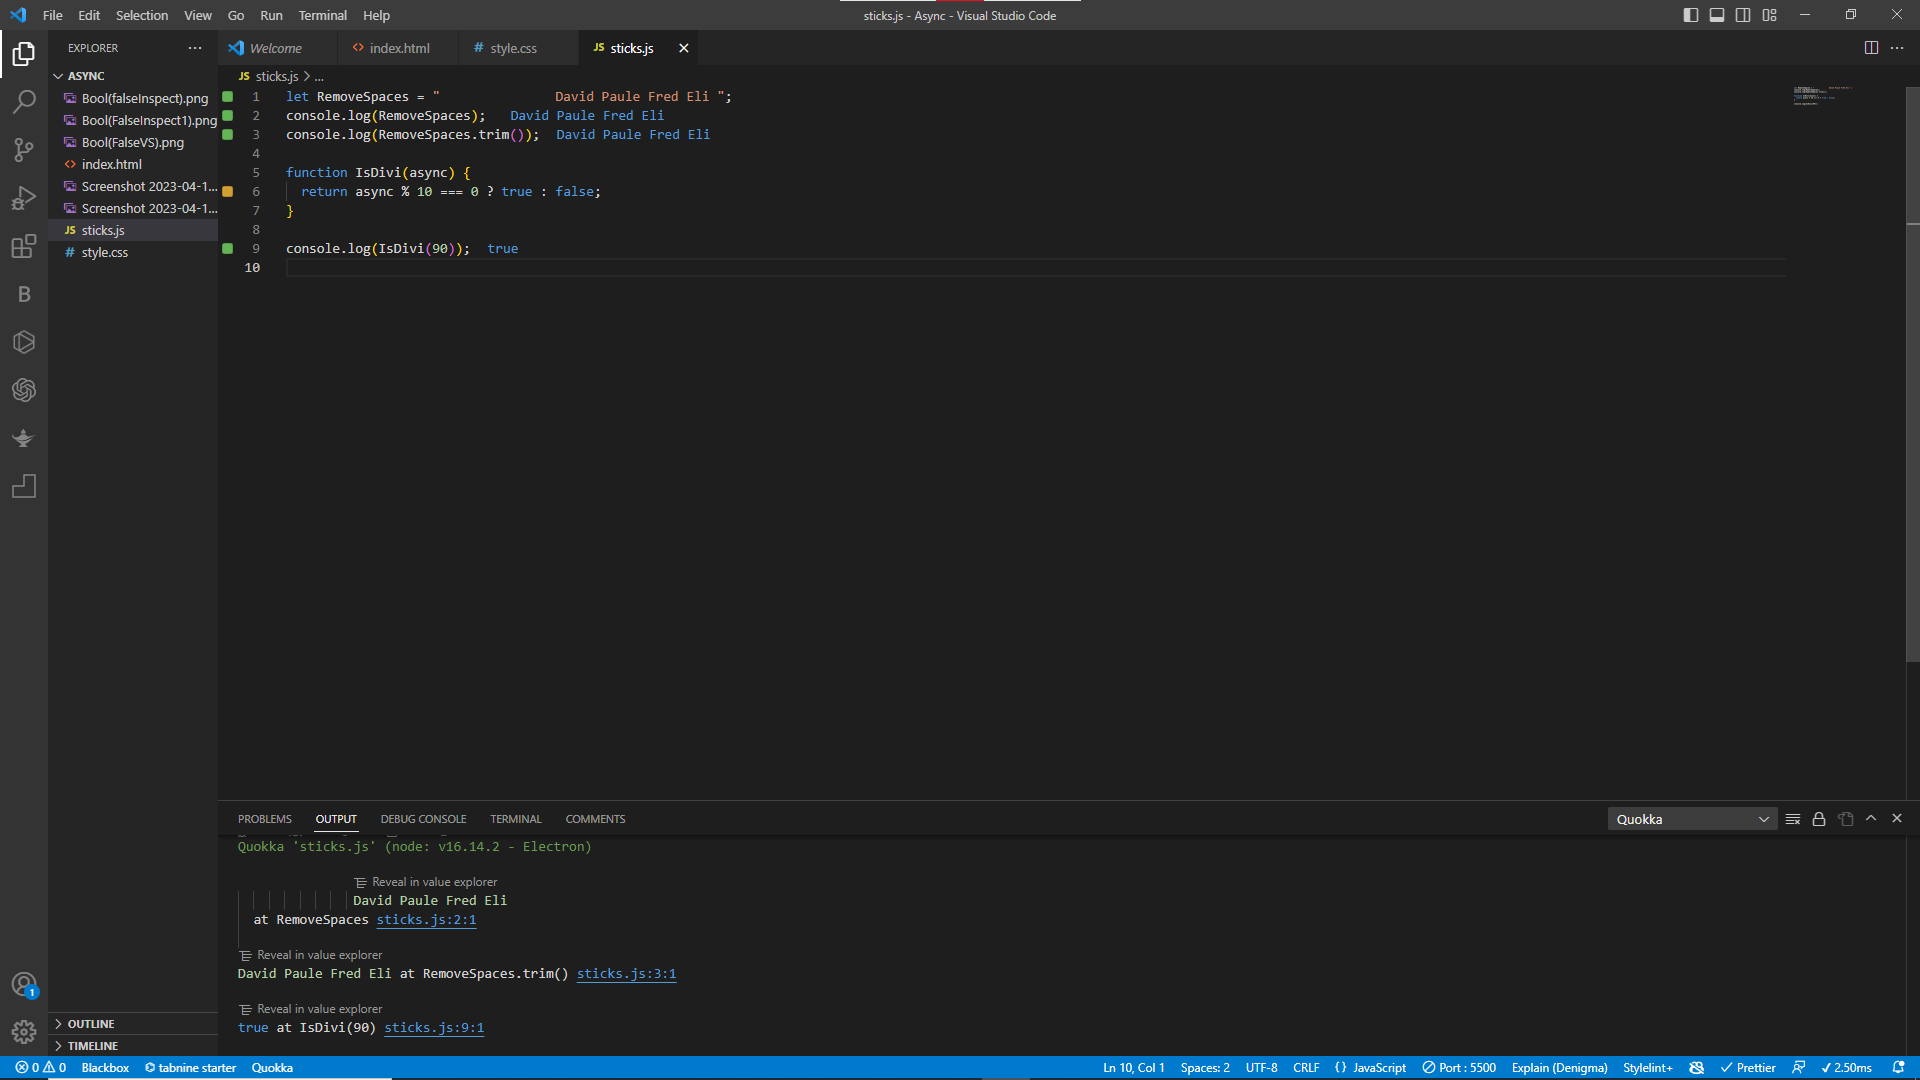 File Edit Selection View Go Run Terminal Help
sticks.js - Async - Visual Studio Code
EXPLORER
ASYNC
Bool(falseInspect).png
Bool(FalseInspect1).png
Bool(FalseVS).png
index.html
Screenshot 2023-04-1...
Screenshot 2023-04-1...
JS sticks.js
# style.css
B
1
OUTLINE
TIMELINE
Welcome
<> index.html
# style.css
JS sticks.js
JS sticks.js > ...
1 let RemoveSpaces = "               David Paule Fred Eli ";
2 console.log(RemoveSpaces);   David Paule Fred Eli
3 console.log(RemoveSpaces.trim());  David Paule Fred Eli
4
5 function IsDivi(async) {
6   return async % 10 === 0 ? true : false;
7 }
8
9 console.log(IsDivi(90));  true
10
PROBLEMS OUTPUT DEBUG CONSOLE TERMINAL COMMENTS
Quokka
Quokka 'sticks.js' (node: v16.14.2 - Electron)
Reveal in value explorer
David Paule Fred Eli
at RemoveSpaces sticks.js:2:1
Reveal in value explorer
David Paule Fred Eli at RemoveSpaces.trim() sticks.js:3:1
Reveal in value explorer
true at IsDivi(90) sticks.js:9:1
0 0 Blackbox tabnine starter Quokka
Ln 10, Col 1 Spaces: 2 UTF-8 CRLF {} JavaScript Port : 5500 Explain (Denigma) Stylelint+ Prettier 2.50ms